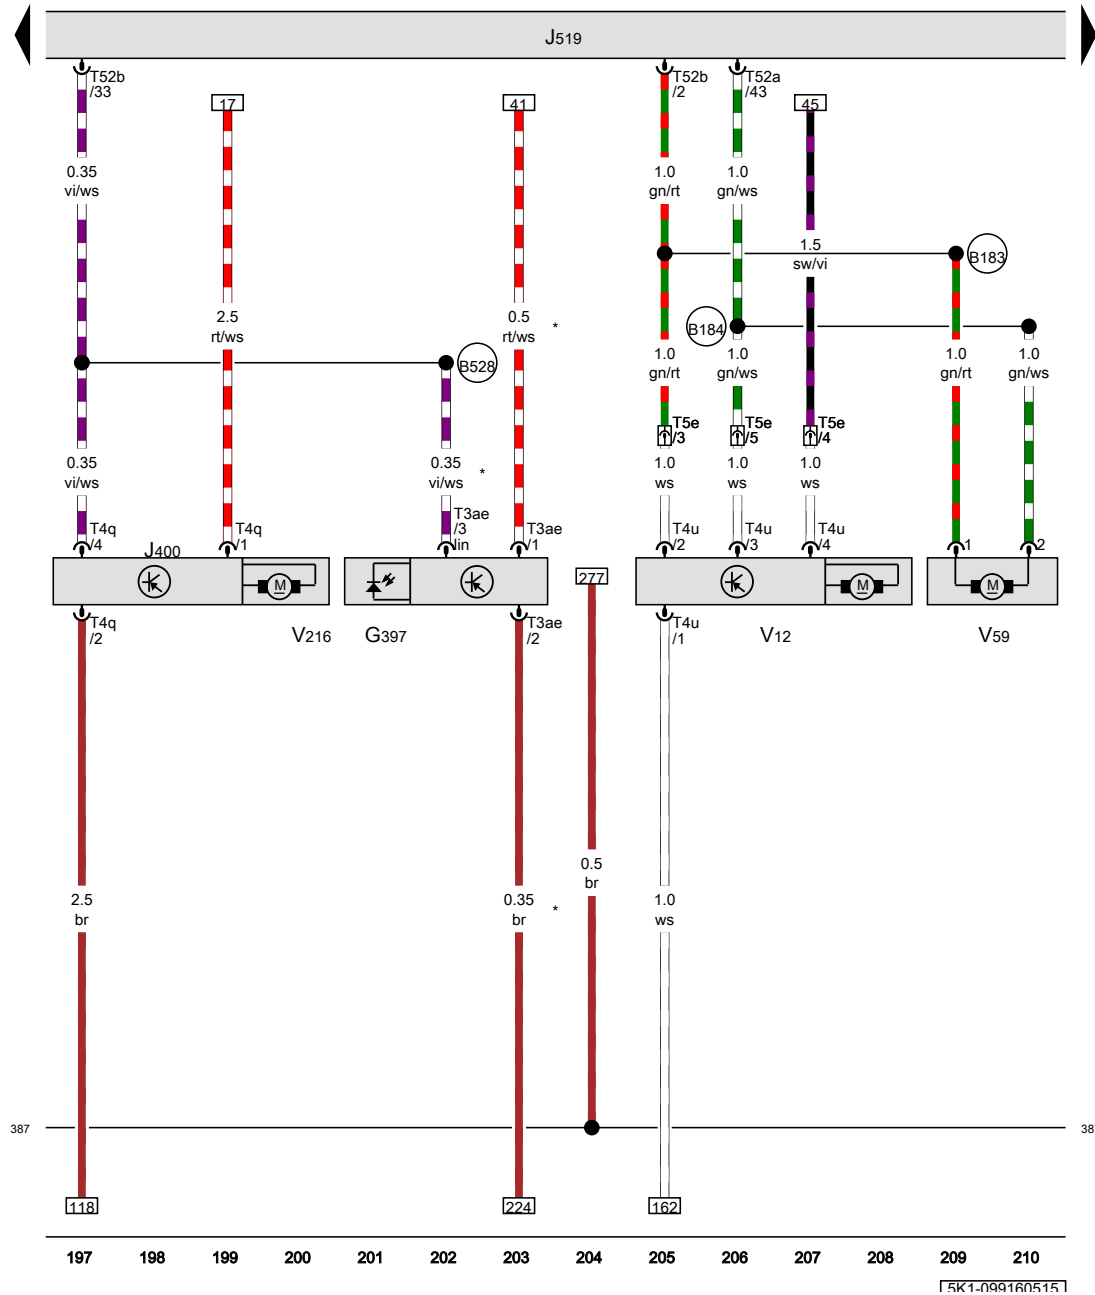 J519
T52b
/33
T52b
/2
T52a
/43
17
41
45
0.35
vi/ws
1.0
gn/rt
1.0
gn/ws
1.5
sw/vi
B183
2.5
rt/ws
0.5
rt/ws
*
B184
B528
1.0
gn/rt
1.0
gn/ws
1.0
gn/rt
1.0
gn/ws
T5e
/3
T5e
/5
T5e
/4
0.35
vi/ws
0.35
vi/ws
*
1.0
ws
1.0
ws
1.0
ws
T4q
/4
J400
T4q
/1
T3ae
/3
lin
T3ae
/1
T4u
/2
T4u
/3
T4u
/4
1
2
M
277
M
M
T4q
/2
V216
G397
T3ae
/2
T4u
/1
V12
V59
0.5
br
2.5
br
0.35
br
*
1.0
ws
387
118
224
162
197 198 199 200 201 202 203 204 205 206 207 208 209 210
5K1-099160515